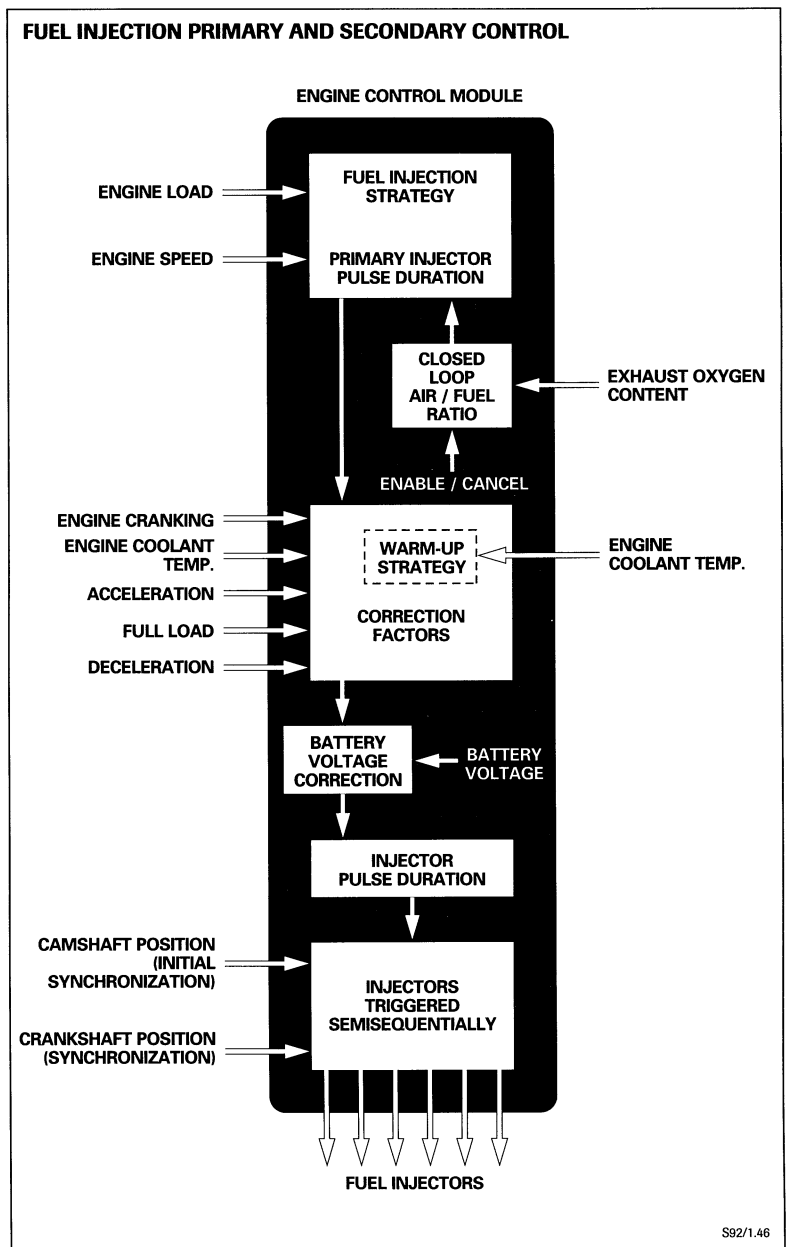 FUEL INJECTION PRIMARY AND SECONDARY CONTROL
ENGINE CONTROL MODULE
ENGINE LOAD
FUEL INJECTION
STRATEGY
ENGINE SPEED
PRIMARY INJECTOR
PULSE DURATION
CLOSED
LOOP
AIR / FUEL
RATIO
EXHAUST OXYGEN
CONTENT
ENABLE / CANCEL
ENGINE CRANKING
ENGINE COOLANT
TEMP.
ACCELERATION
FULL LOAD
DECELERATION
WARM-UP
STRATEGY
ENGINE
COOLANT TEMP.
CORRECTION
FACTORS
BATTERY
VOLTAGE
CORRECTION
BATTERY
VOLTAGE
INJECTOR
PULSE DURATION
CAMSHAFT POSITION
(INITIAL
SYNCHRONIZATION)
CRANKSHAFT POSITION
(SYNCHRONIZATION)
INJECTORS
TRIGGERED
SEMISEQUENTIALLY
FUEL INJECTORS
S92/1.46